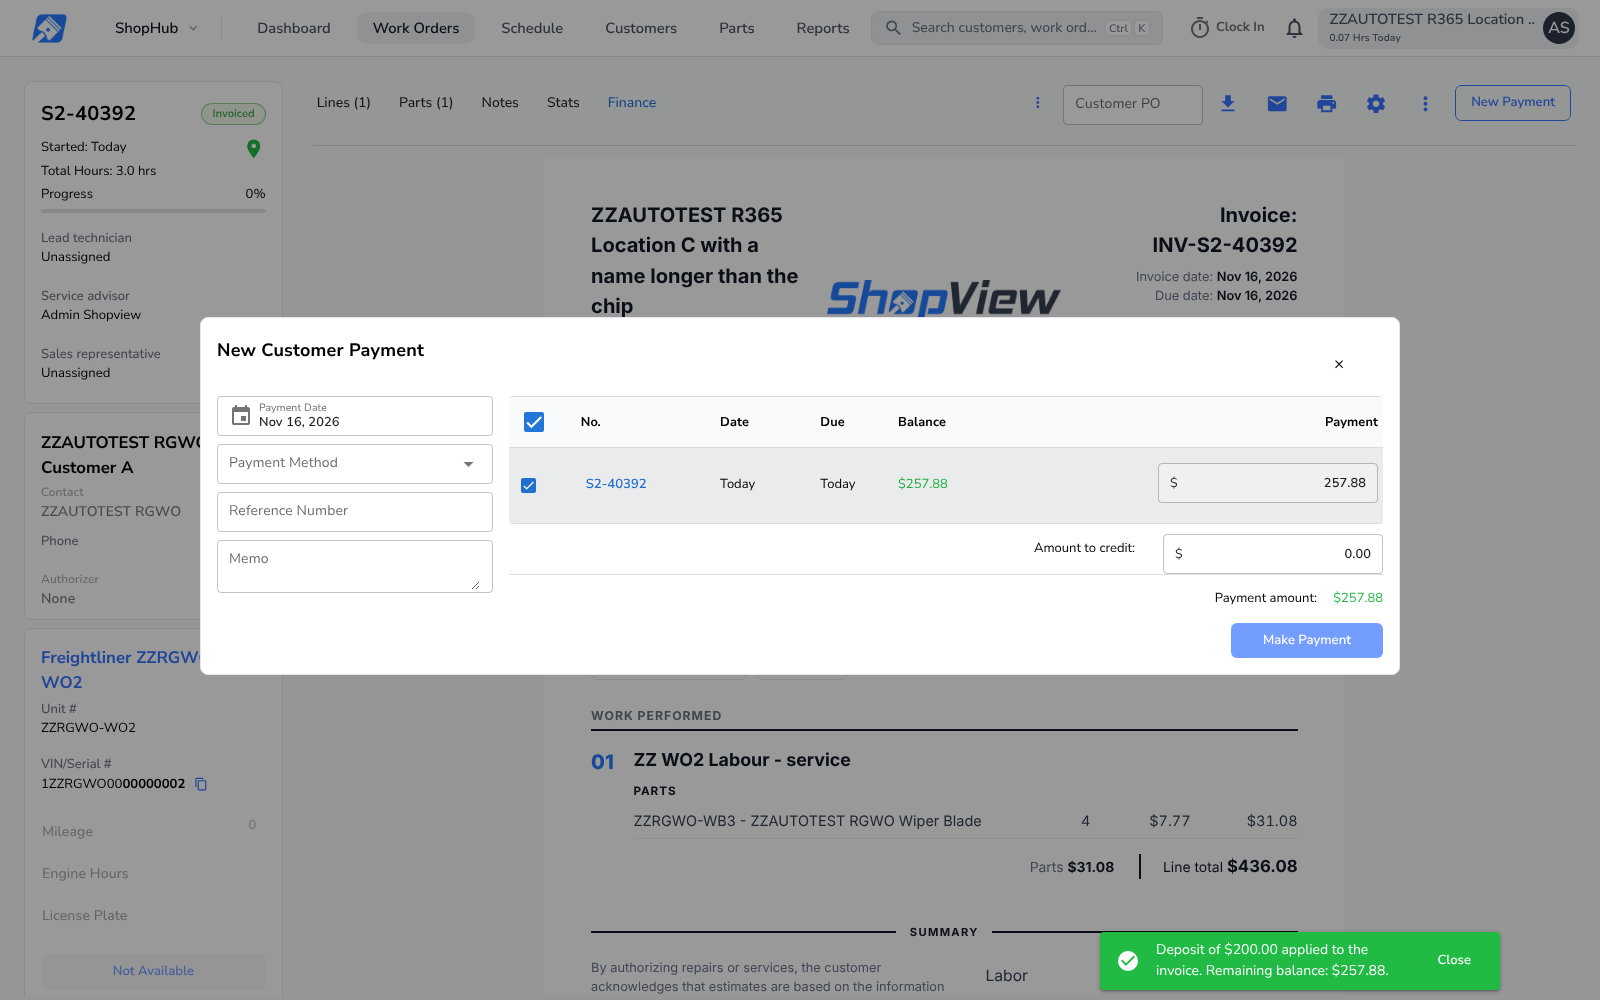 ShopHub
Dashboard
Work Orders
Schedule
Customers
Parts
Reports
Search customers, work ord...
Ctrl
K
Clock In
ZZAUTOTEST R365 Location ..
0.07 Hrs Today
AS
S2-40392
Invoiced
Started: Today
Total Hours: 3.0 hrs
Progress
0%
Lead technician
Unassigned
Service advisor
Admin Shopview
Sales representative
Unassigned
ZZAUTOTEST RGWO
Customer A
Contact
ZZAUTOTEST RGWO
Phone
Authorizer
None
Freightliner ZZRGW
WO2
Unit #
ZZRGWO-WO2
VIN/Serial #
1ZZRGWO0000000002
Mileage
0
Engine Hours
License Plate
Not Available
Lines (1)
Parts (1)
Notes
Stats
Finance
Customer PO
New Payment
ZZAUTOTEST R365
Location C with a
name longer than the
chip
ShopView
Invoice:
INV-S2-40392
Invoice date: Nov 16, 2026
Due date: Nov 16, 2026
New Customer Payment
×
Payment Date
Nov 16, 2026
Payment Method
Reference Number
Memo
No.
Date
Due
Balance
Payment
S2-40392
Today
Today
$257.88
$
257.88
Amount to credit:
$
0.00
Payment amount:
$257.88
Make Payment
WORK PERFORMED
01
ZZ WO2 Labour - service
PARTS
ZZRGWO-WB3 - ZZAUTOTEST RGWO Wiper Blade
4
$7.77
$31.08
Parts $31.08
Line total $436.08
SUMMARY
By authorizing repairs or services, the customer
acknowledges that estimates are based on the information
Labor
Deposit of $200.00 applied to the
invoice. Remaining balance: $257.88.
Close